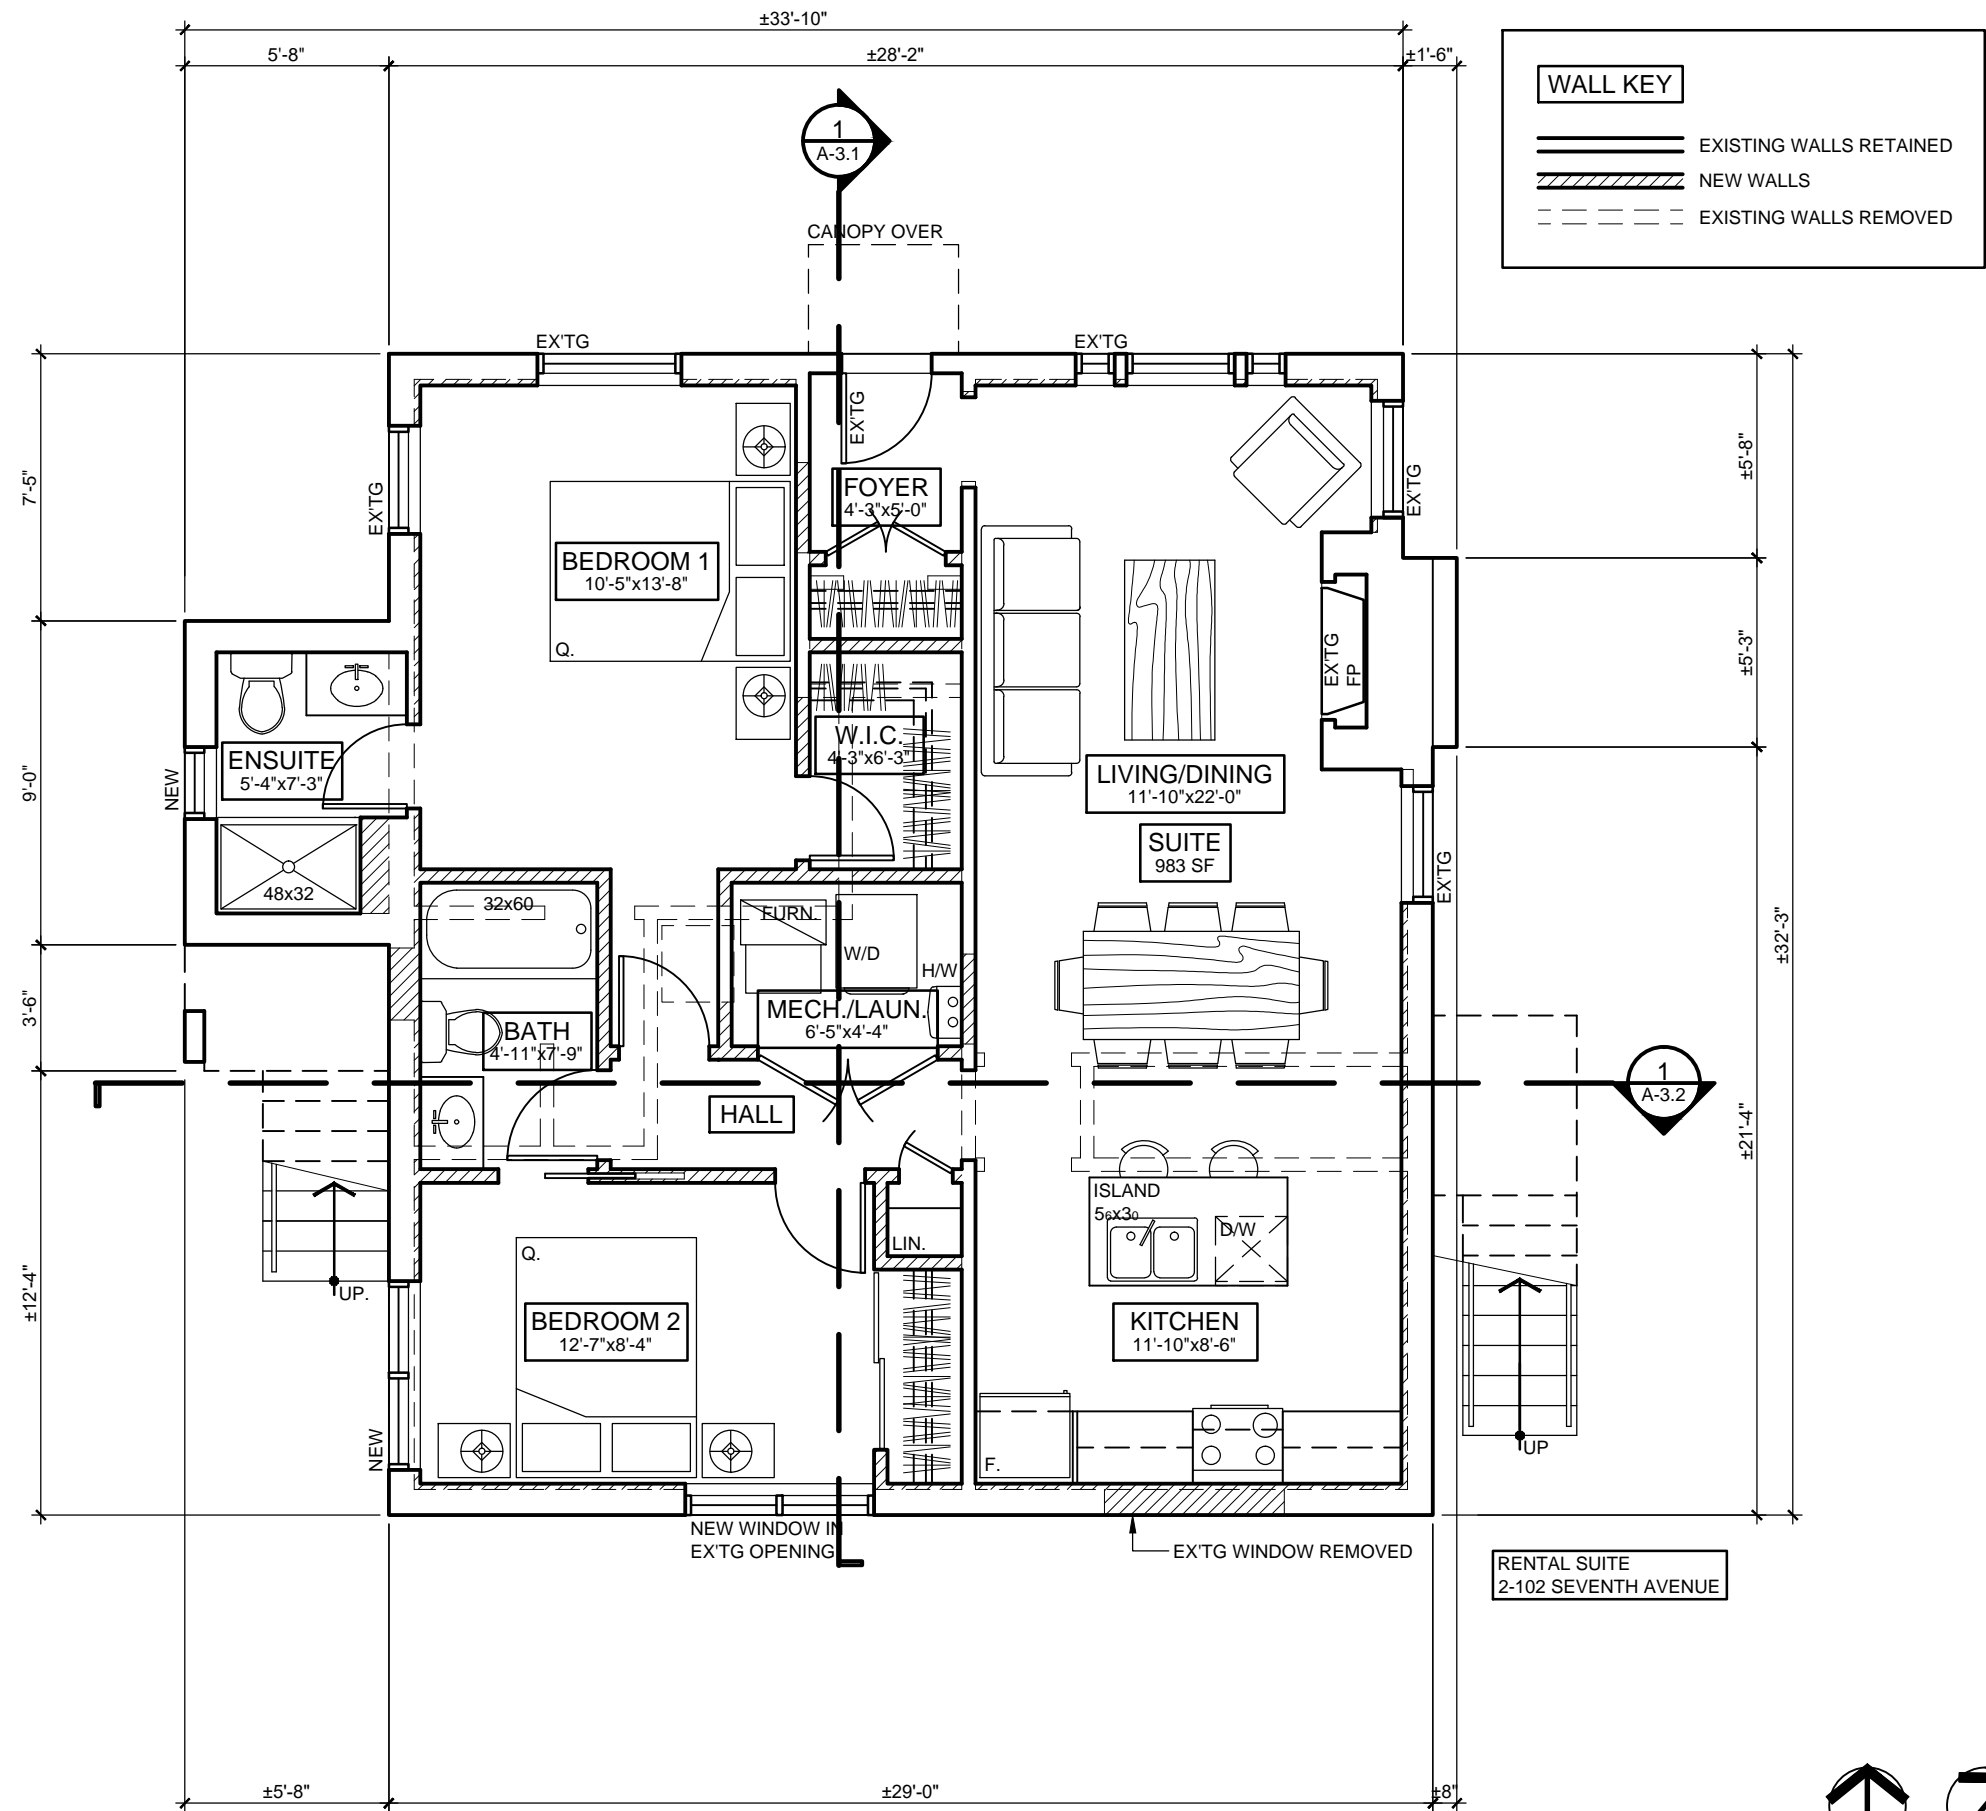 ±33'-10"
5'-8"
±28'-2"
±1'-6"
WALL KEY
EXISTING WALLS RETAINED
NEW WALLS
EXISTING WALLS REMOVED
1
A-3.1
CANOPY OVER
EX'TG
EX'TG
EX'TG
EX'TG
EX'TG
7'-5"
±5'-8"
FOYER
4'-3"x5'-0"
BEDROOM 1
10'-5"x13'-8"
Q.
EX'TG
FP
±5'-3"
W.I.C.
4'-3"x6'-3"
ENSUITE
5'-4"x7'-3"
NEW
9'-0"
LIVING/DINING
11'-10"x22'-0"
SUITE
983 SF
EX'TG
48x32
32x60
FURN.
W/D
H/W
±32'-3"
3'-6"
MECH./LAUN.
6'-5"x4'-4"
BATH
4'-11"x7'-9"
1
A-3.2
HALL
±21'-4"
ISLAND
56x30
D/W
LIN.
Q.
UP.
±12'-4"
BEDROOM 2
12'-7"x8'-4"
KITCHEN
11'-10"x8'-6"
NEW
F.
UP
NEW WINDOW IN
EX'TG OPENING
EX'TG WINDOW REMOVED
RENTAL SUITE
2-102 SEVENTH AVENUE
±5'-8"
±29'-0"
±8"